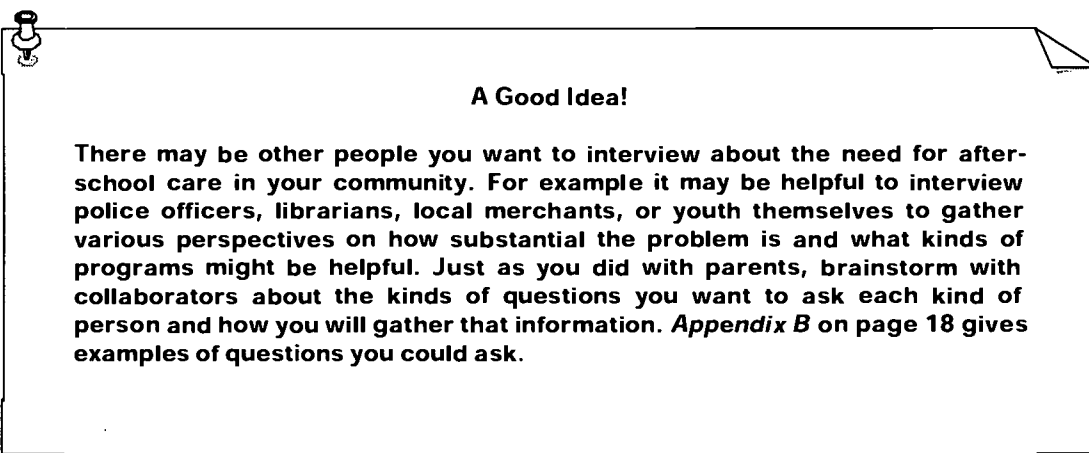 A Good Idea!
There may be other people you want to interview about the need for after-
school care in your community. For example it may be helpful to interview
police officers, librarians, local merchants, or youth themselves to gather
various perspectives on how substantial the problem is and what kinds of
programs might be helpful. Just as you did with parents, brainstorm with
collaborators about the kinds of questions you want to ask each kind of
person and how you will gather that information. Appendix B on page 18 gives
examples of questions you could ask.